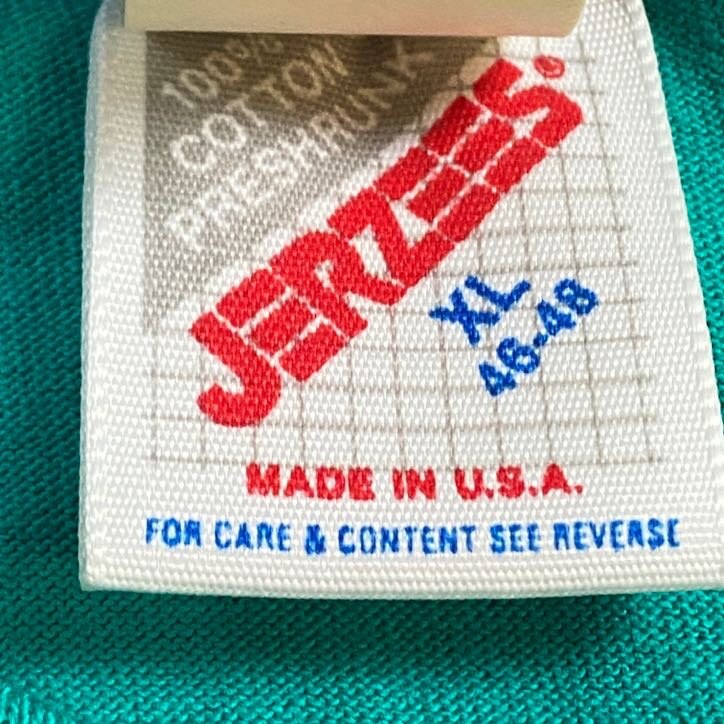 100%
COTTON
PRESHRUNK
JERZEES®
XL
46-48
MADE IN U.S.A.
FOR CARE & CONTENT SEE REVERSE